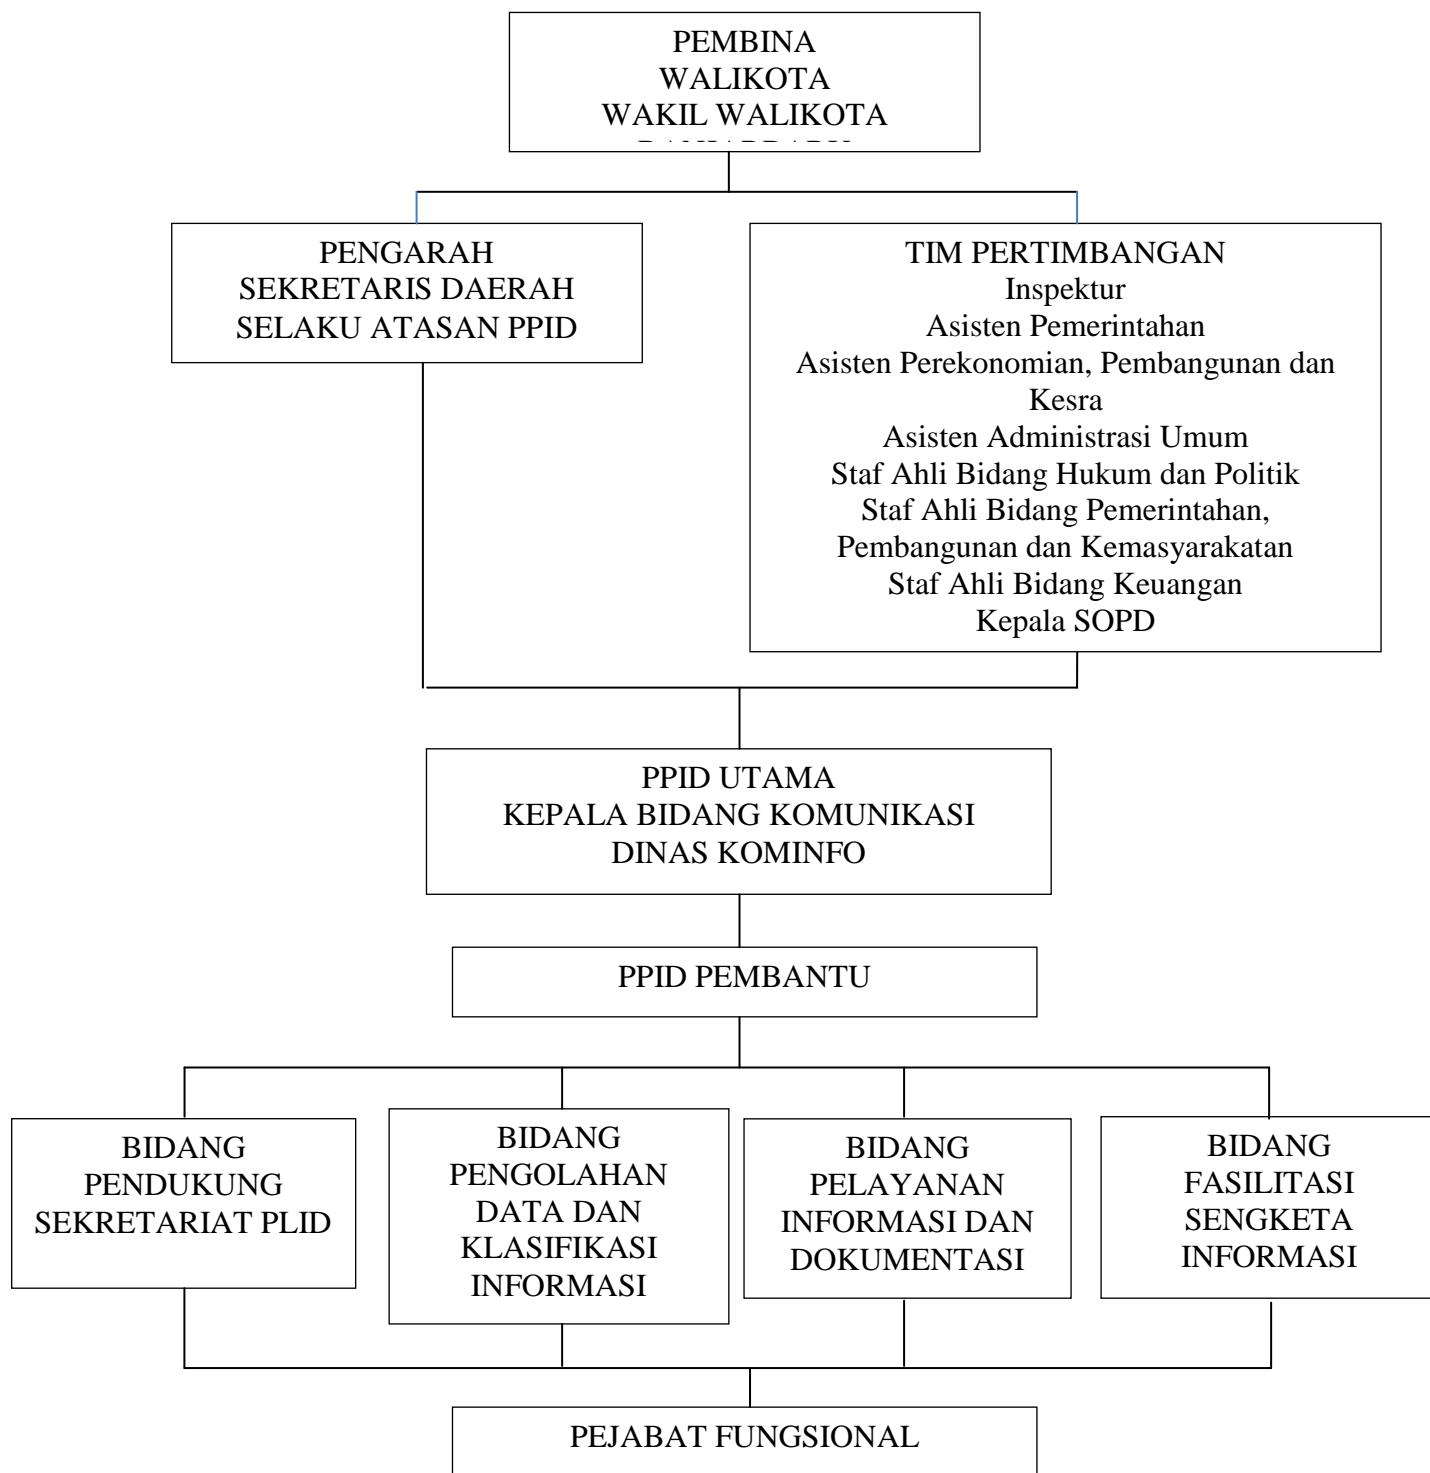 PEMBINA
WALIKOTA
WAKIL WALIKOTA
PENGARAH
SEKRETARIS DAERAH
SELAKU ATASAN PPID
TIM PERTIMBANGAN
Inspektur
Asisten Pemerintahan
Asisten Perekonomian, Pembangunan dan
Kesra
Asisten Administrasi Umum
Staf Ahli Bidang Hukum dan Politik
Staf Ahli Bidang Pemerintahan,
Pembangunan dan Kemasyarakatan
Staf Ahli Bidang Keuangan
Kepala SOPD
PPID UTAMA
KEPALA BIDANG KOMUNIKASI
DINAS KOMINFO
PPID PEMBANTU
BIDANG
PENDUKUNG
SEKRETARIAT PLID
BIDANG
PENGOLAHAN
DATA DAN
KLASIFIKASI
INFORMASI
BIDANG
PELAYANAN
INFORMASI DAN
DOKUMENTASI
BIDANG
FASILITASI
SENGKETA
INFORMASI
PEJABAT FUNGSIONAL